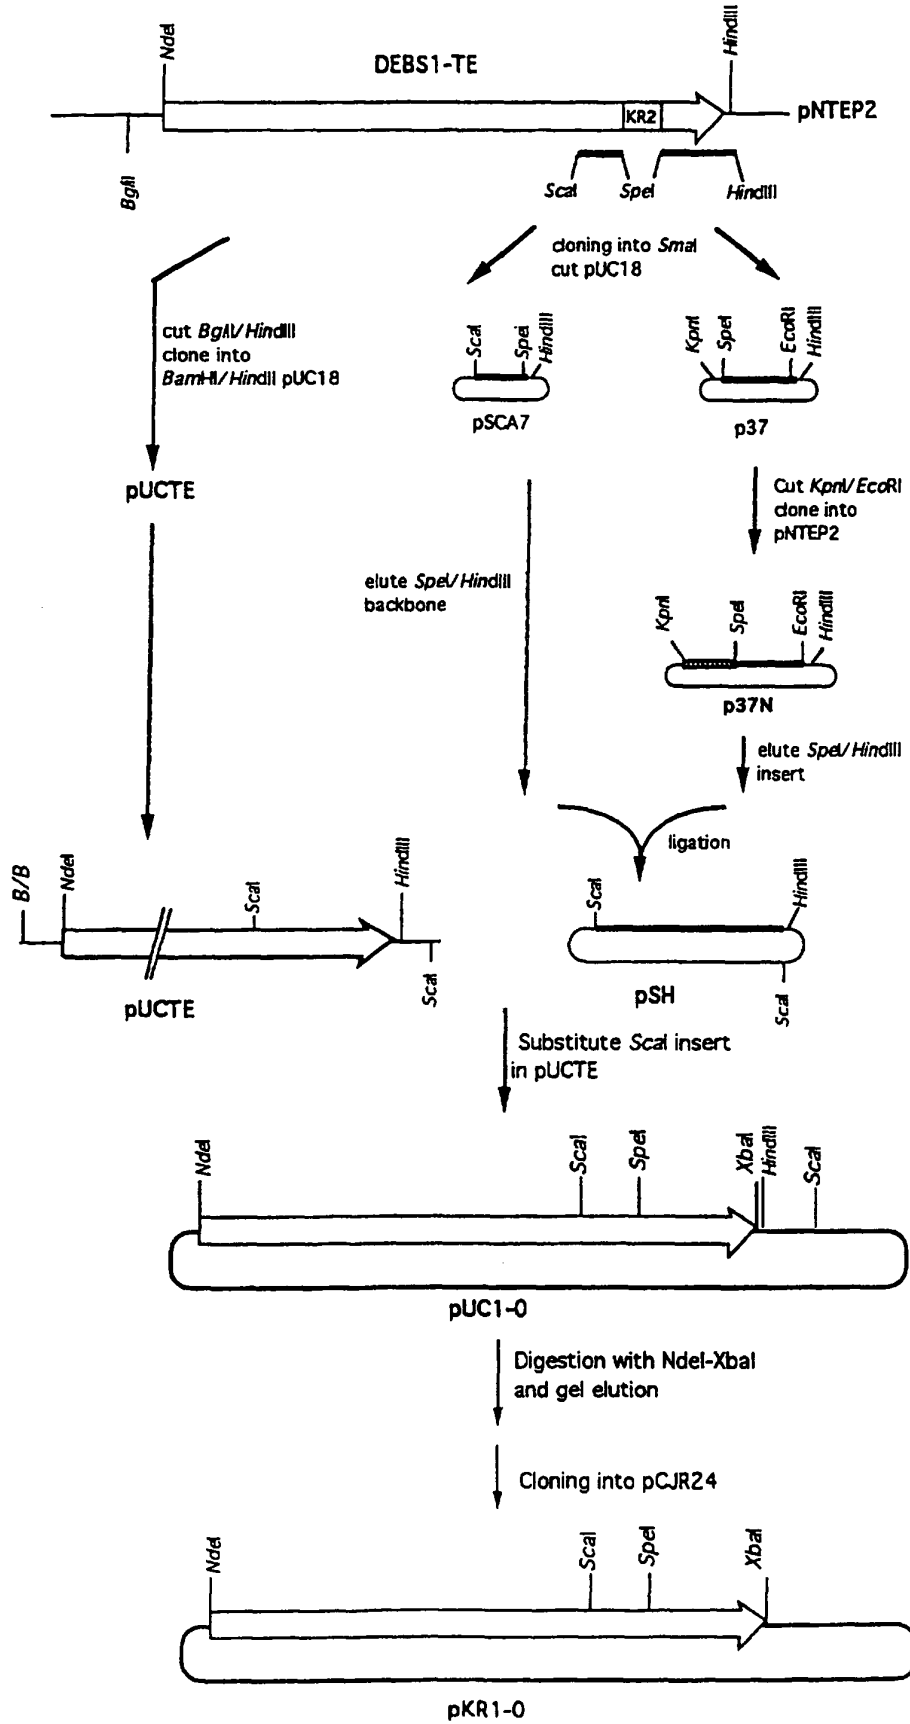 NdeI
HindIII
DEBS1-TE
KR2
pNTEP2
BglII
ScaI
SpeI
HindIII
cloning into SmaI
cut pUC18
cut BglII/HindIII
clone into
BamHI/HindII pUC18
ScaI
SpeI
HindIII
pSCA7
KpnI
SpeI
EcoRI
HindIII
p37
pUCTE
Cut KpnI/EcoRI
clone into
pNTEP2
elute SpeI/HindIII
backbone
KpnI
SpeI
EcoRI
HindIII
p37N
elute SpeI/HindIII
insert
ligation
B/B
NdeI
ScaI
HindIII
ScaI
pUCTE
ScaI
HindIII
pSH
ScaI
Substitute ScaI insert
in pUCTE
NdeI
ScaI
SpeI
XbaI
HindIII
ScaI
pUC1-0
Digestion with NdeI-XbaI
and gel elution
Cloning into pCJR24
NdeI
ScaI
SpeI
XbaI
pKR1-0